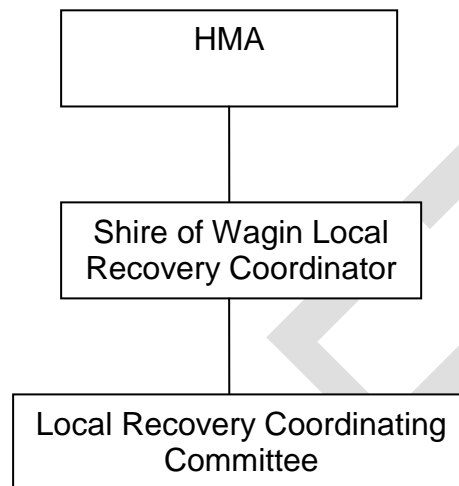 HMA
Shire of Wagin Local
Recovery Coordinator
Local Recovery Coordinating
Committee